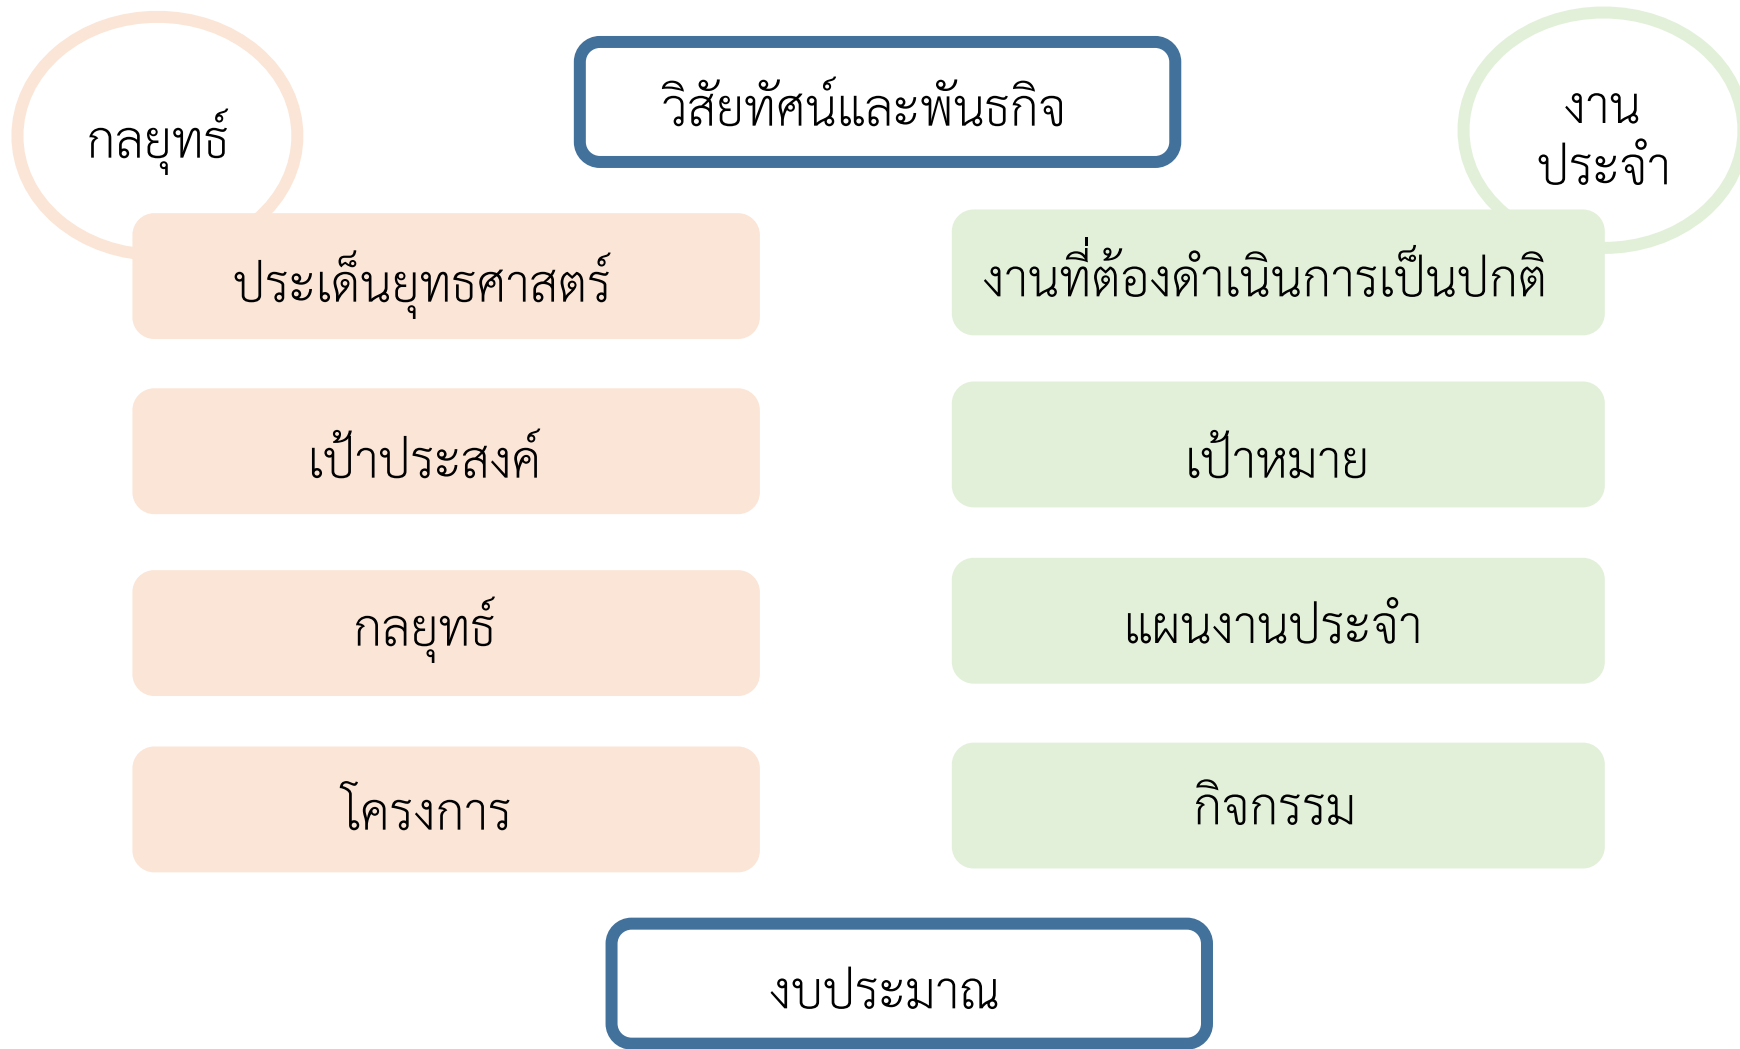 วิสัยทัศน์และพันธกิจ
กลยุทธ์
งาน
ประจำ
ประเด็นยุทธศาสตร์
งานที่ต้องดำเนินการเป็นปกติ
เป้าประสงค์
เป้าหมาย
กลยุทธ์
แผนงานประจำ
โครงการ
กิจกรรม
งบประมาณ